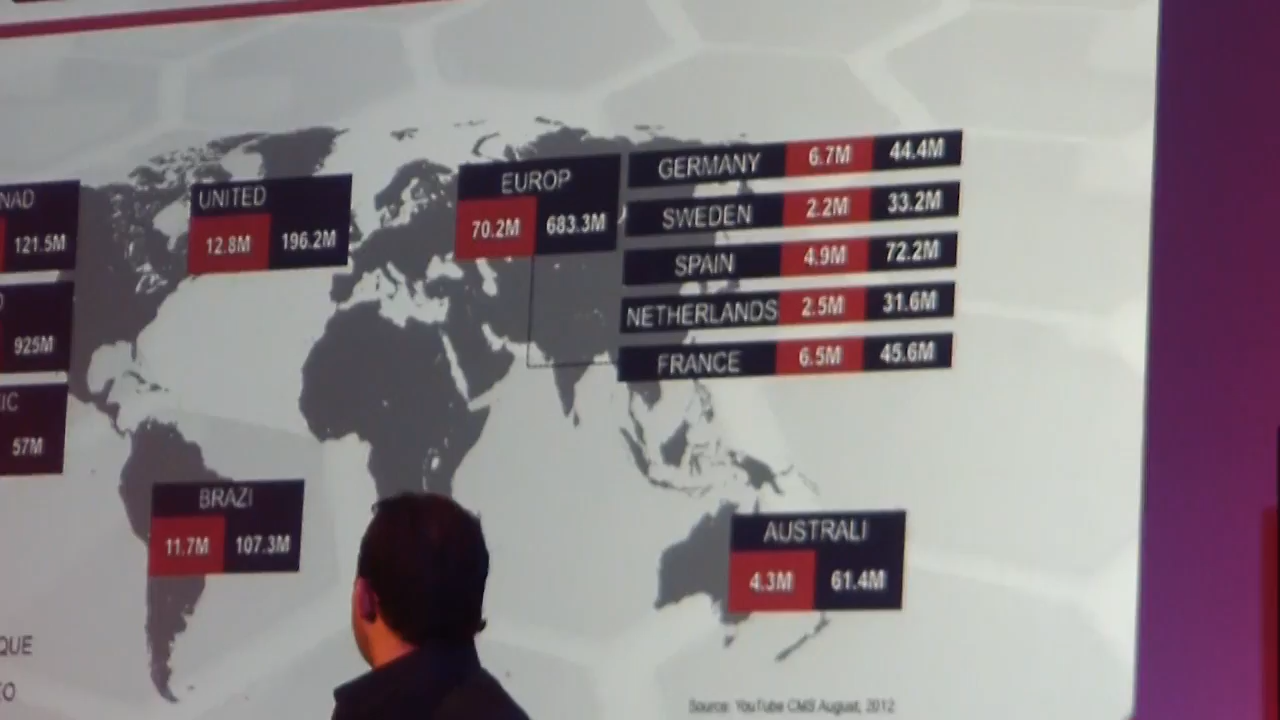 NAD
121.5M
925M
IC
57M
UNITED
12.8M 196.2M
EUROP
70.2M 683.3M
GERMANY 6.7M 44.4M
SWEDEN 2.2M 33.2M
SPAIN 4.9M 72.2M
NETHERLANDS 2.5M 31.6M
FRANCE 6.5M 45.6M
BRAZI
11.7M 107.3M
AUSTRALI
4.3M 61.4M
QUE
EO
Source: YouTube CMS August, 2012